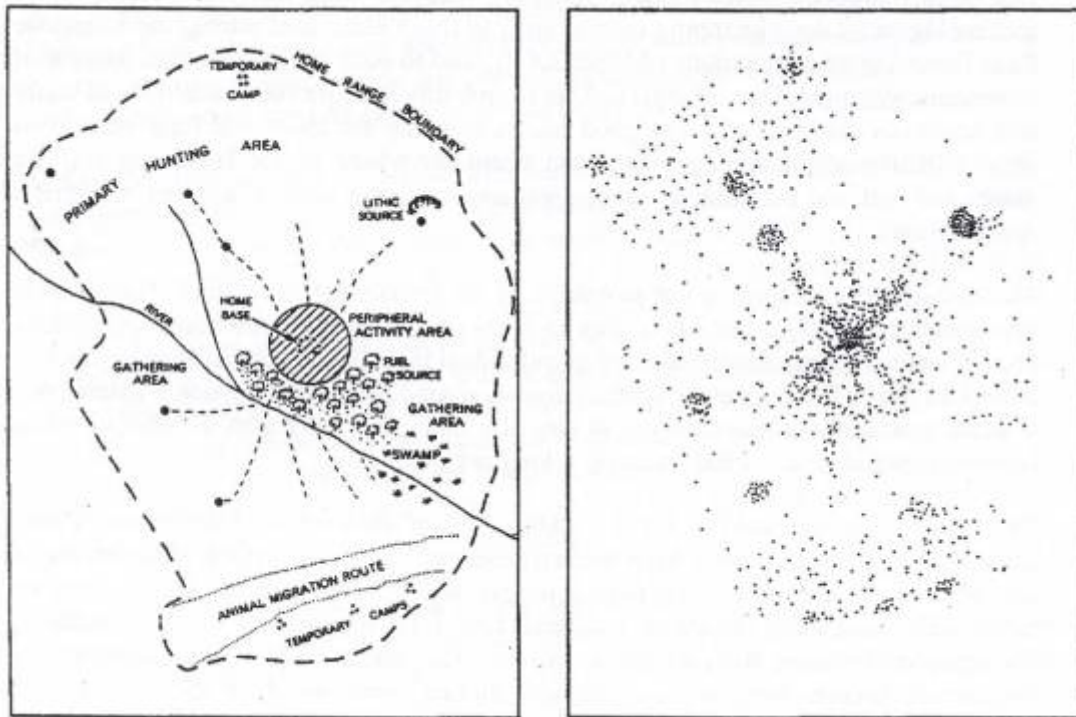 TEMPORARY
CAMP
HOME RANGE BOUNDARY
PRIMARY HUNTING AREA
LITHIC
SOURCE
HOME
BASE
PERIPHERAL
ACTIVITY AREA
RIVER
FUEL
SOURCE
GATHERING
AREA
GATHERING
AREA
SWAMP
ANIMAL MIGRATION ROUTE
TEMPORARY CAMPS